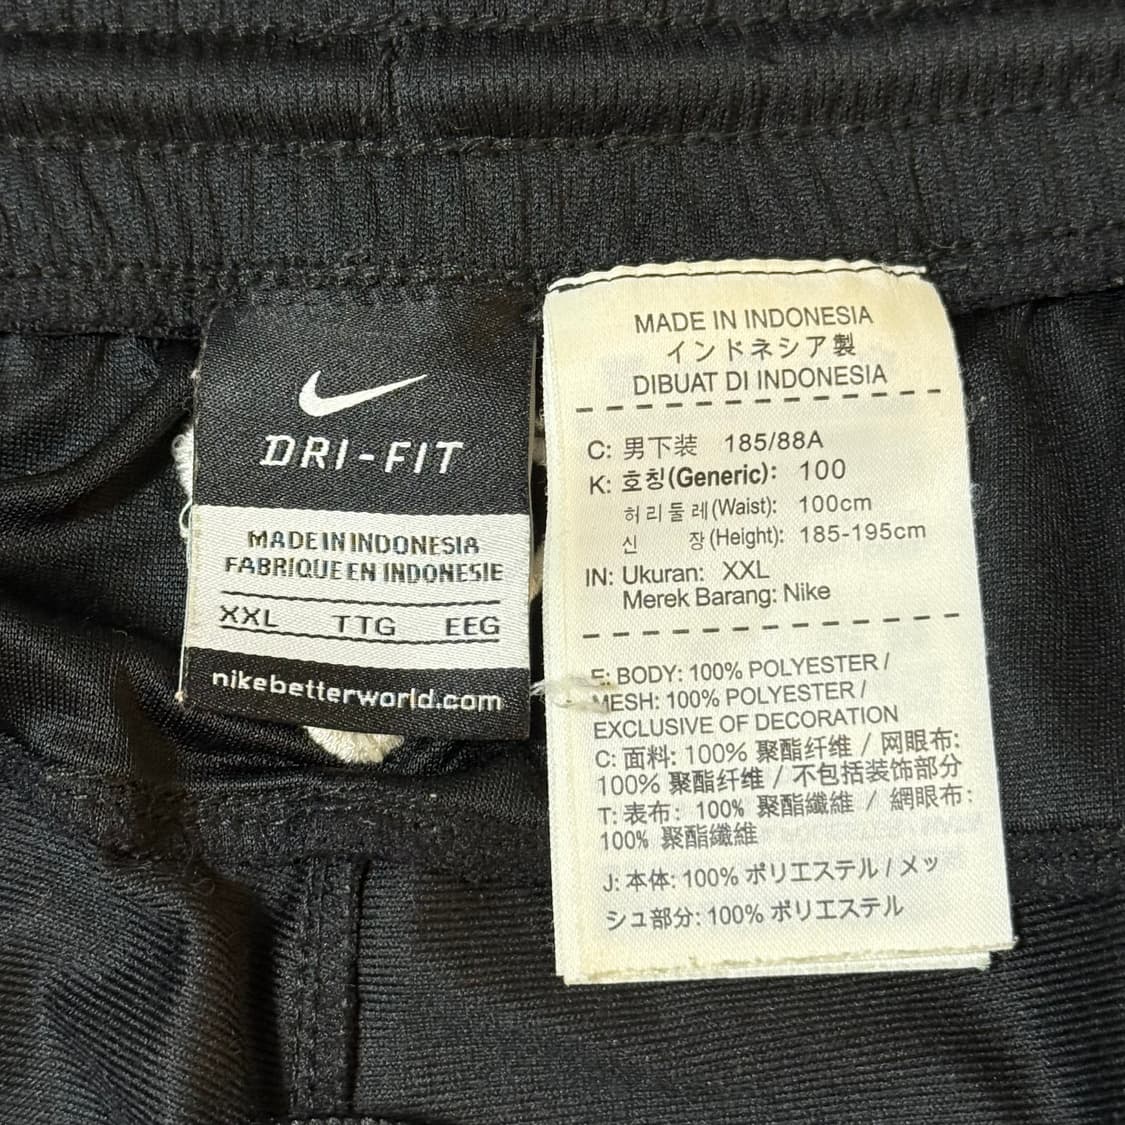 DRI-FIT
MADE IN INDONESIA
FABRIQUE EN INDONESIE
XXL TTG EEG
nikebetterworld.com
MADE IN INDONESIA
インドネシア製
DIBUAT DI INDONESIA
C: 男下装 185/88A
K: 호칭(Generic): 100
허리둘레(Waist): 100cm
신 장(Height): 185-195cm
IN: Ukuran: XXL
Merek Barang: Nike
E: BODY: 100% POLYESTER /
MESH: 100% POLYESTER /
EXCLUSIVE OF DECORATION
C: 面料: 100% 聚酯纤维 / 网眼布:
100% 聚酯纤维 / 不包括装饰部分
T: 表布: 100% 聚酯纖維 / 網眼布:
100% 聚酯纖維
J: 本体: 100% ポリエステル / メッ
シュ部分: 100% ポリエステル